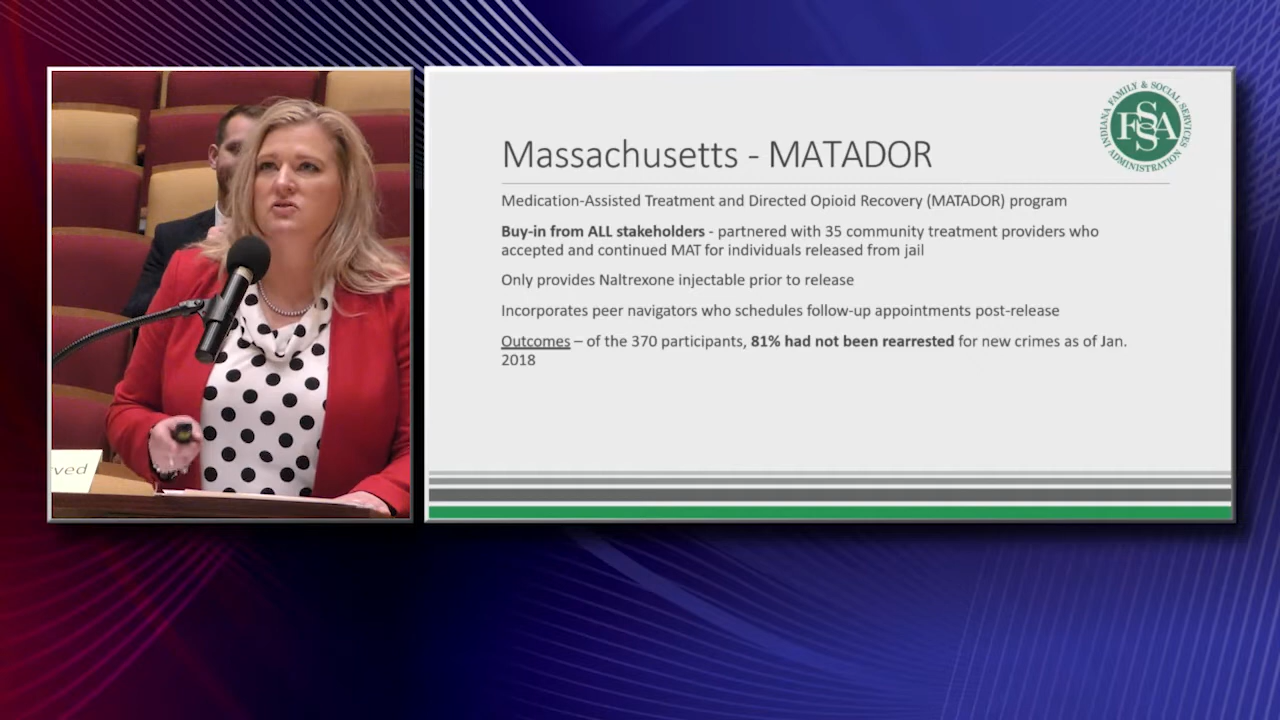 INDIANA FAMILY & SOCIAL SERVICES
ADMINISTRATION
FSSA
Massachusetts - MATADOR
Medication-Assisted Treatment and Directed Opioid Recovery (MATADOR) program
Buy-in from ALL stakeholders - partnered with 35 community treatment providers who
accepted and continued MAT for individuals released from jail
Only provides Naltrexone injectable prior to release
Incorporates peer navigators who schedules follow-up appointments post-release
Outcomes – of the 370 participants, 81% had not been rearrested for new crimes as of Jan.
2018
ved